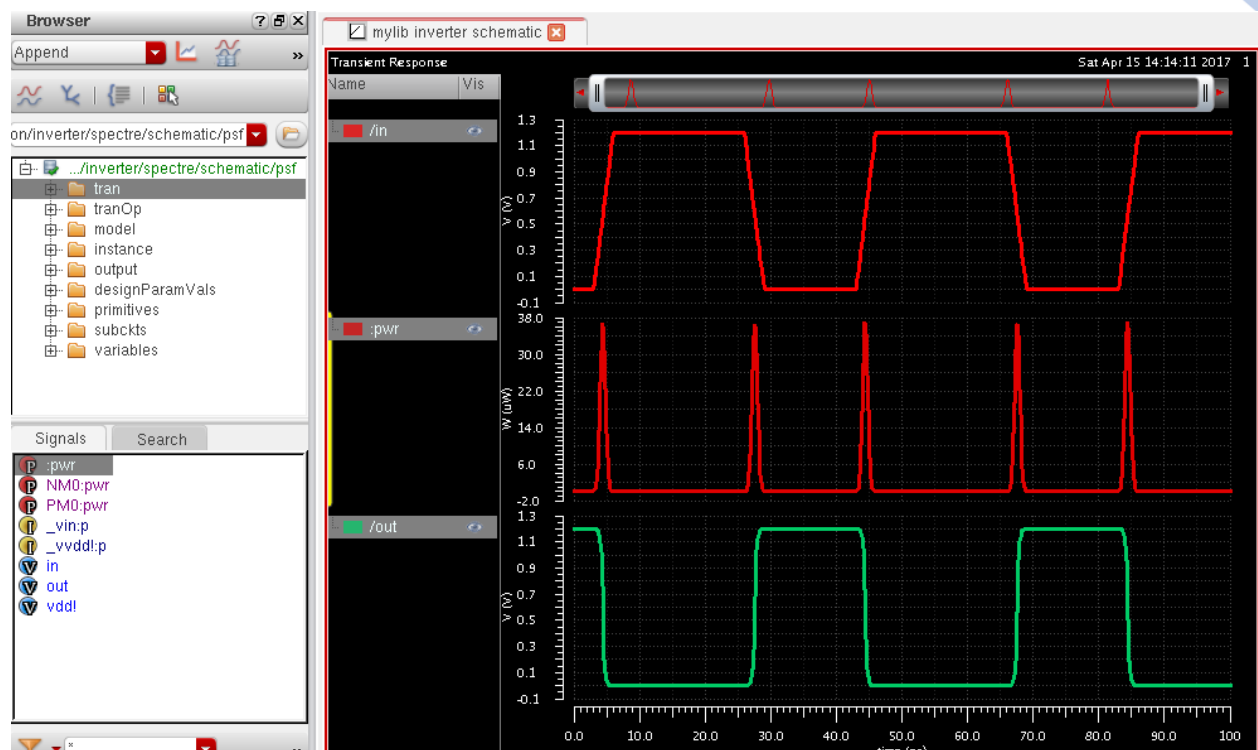 Browser
Append
»
on/inverter/spectre/schematic/psf
.../inverter/spectre/schematic/psf
tran
tranOp
model
instance
output
designParamVals
primitives
subckts
variables
Signals
Search
:pwr
NM0:pwr
PM0:pwr
_vin:p
_vvdd!:p
in
out
vdd!
*
mylib inverter schematic
Transient Response
Sat Apr 15 14:14:11 2017 1
Name Vis
/in
1.3
1.1
0.9
0.7
0.5
0.3
0.1
-0.1
V (V)
:pwr
38.0
30.0
22.0
14.0
6.0
-2.0
W (uW)
/out
1.3
1.1
0.9
0.7
0.5
0.3
0.1
-0.1
V (V)
0.0 10.0 20.0 30.0 40.0 50.0 60.0 70.0 80.0 90.0 100